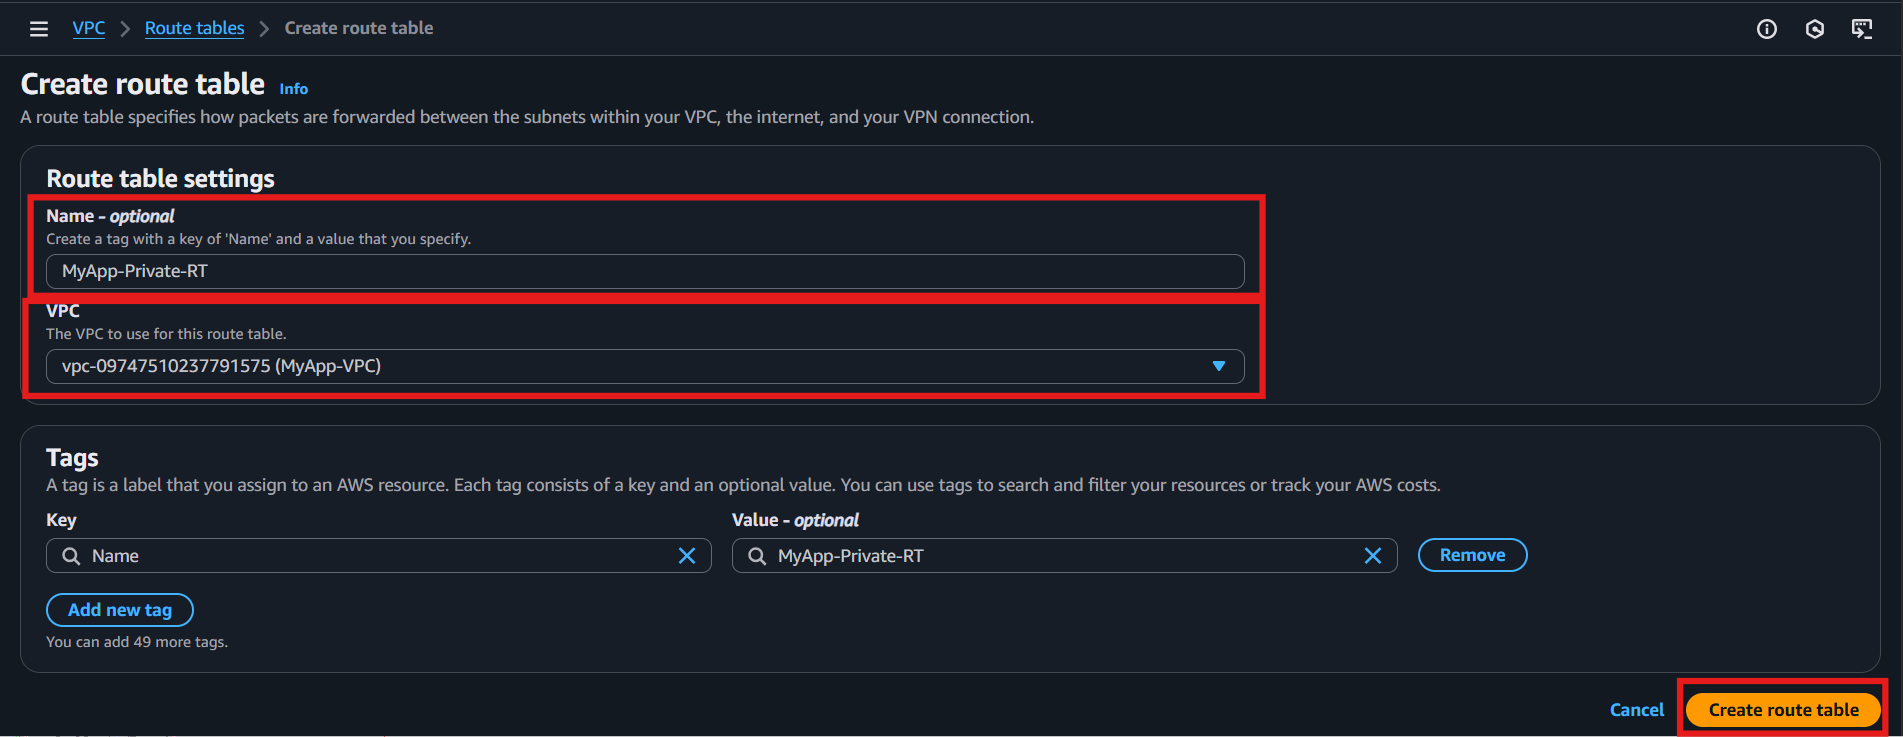 VPC > Route tables > Create route table
Create route table Info
A route table specifies how packets are forwarded between the subnets within your VPC, the internet, and your VPN connection.
Route table settings
Name - optional
Create a tag with a key of 'Name' and a value that you specify.
MyApp-Private-RT
VPC
The VPC to use for this route table.
vpc-09747510237791575 (MyApp-VPC)
Tags
A tag is a label that you assign to an AWS resource. Each tag consists of a key and an optional value. You can use tags to search and filter your resources or track your AWS costs.
Key Value - optional
Name MyApp-Private-RT Remove
Add new tag
You can add 49 more tags.
Cancel Create route table